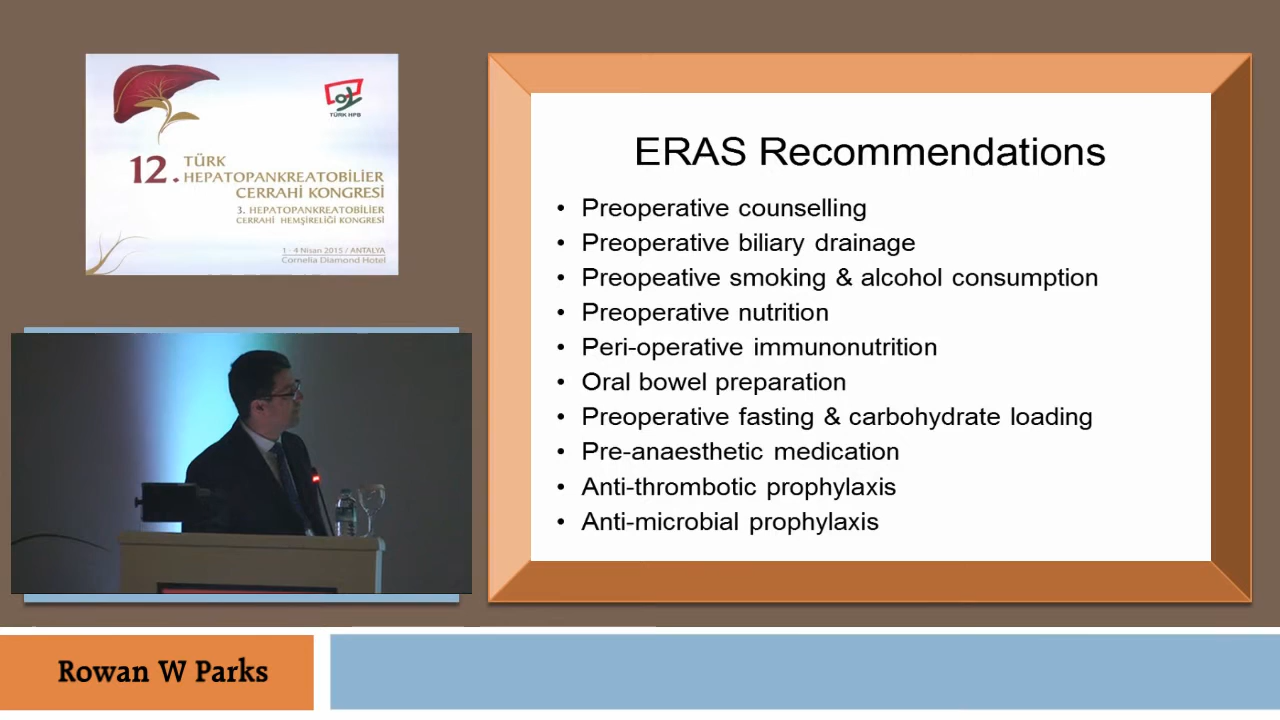 TÜRK HPB
12. TÜRK
HEPATOPANKREATOBİLİER
CERRAHİ KONGRESİ
3. HEPATOPANKREATOBİLİER
CERRAHİ HEMŞİRELİĞİ KONGRESİ
1 - 4 Nisan 2015 / ANTALYA
Cornelia Diamond Hotel
ERAS Recommendations
• Preoperative counselling
• Preoperative biliary drainage
• Preopeative smoking & alcohol consumption
• Preoperative nutrition
• Peri-operative immunonutrition
• Oral bowel preparation
• Preoperative fasting & carbohydrate loading
• Pre-anaesthetic medication
• Anti-thrombotic prophylaxis
• Anti-microbial prophylaxis
Rowan W Parks